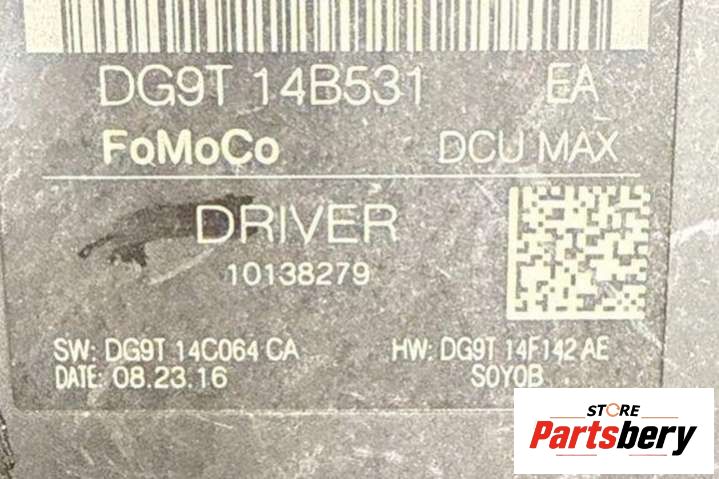 DG9T 14B531 EA
FoMoCo DCU MAX
DRIVER
10138279
SW: DG9T 14C064 CA HW: DG9T 14F142 AE
DATE: 08.23.16 S0Y0B
STORE
Partsbery